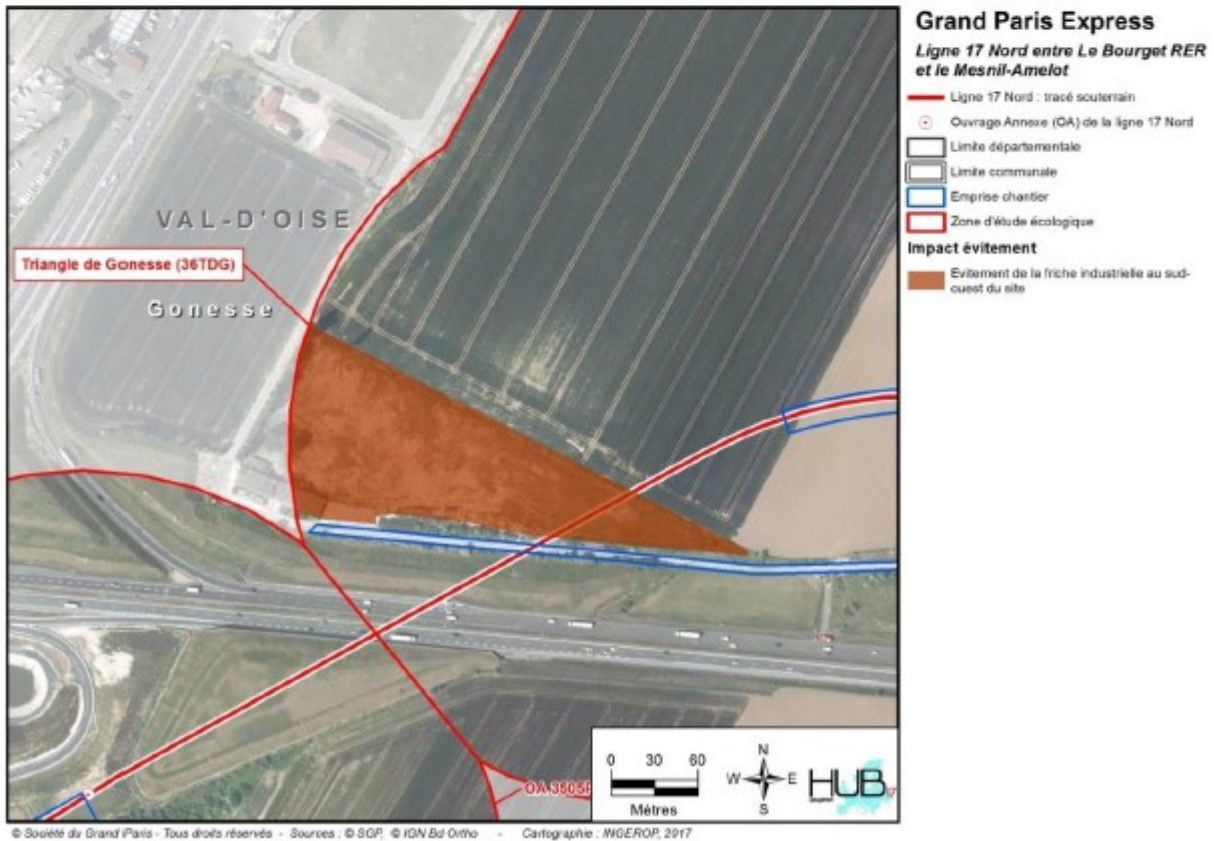 Grand Paris Express
Ligne 17 Nord entre Le Bourget RER
et le Mesnil-Amelot
Ligne 17 Nord : tracé souterrain
Ouvrage Annexe (OA) de la ligne 17 Nord
Limite départementale
Limite communale
Emprise chantier
Zone d'étude écologique
Impact évitement
Evitement de la friche industrielle au sud-
ouest du site
VAL-D'OISE
Triangle de Gonesse (36TDG)
Gonesse
OA 3505P
0 30 60
Mètres
N
W E
S
HUB
© Société du Grand Paris - Tous droits réservés - Sources : © SGP, © IGN Bd Ortho - Cartographie : INGEROP, 2017